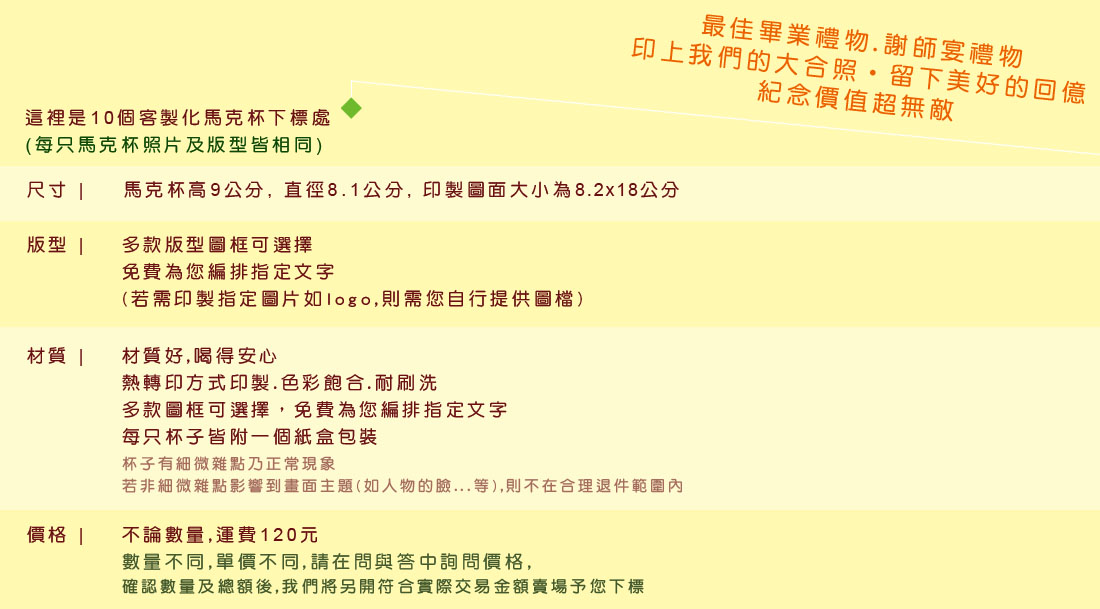 最佳畢業禮物.謝師宴禮物
印上我們的大合照•留下美好的回億
紀念價值超無敵
這裡是10個客製化馬克杯下標處
(每只馬克杯照片及版型皆相同)
尺寸 | 馬克杯高9公分, 直徑8.1公分, 印製圖面大小為8.2x18公分
版型 | 多款版型圖框可選擇
免費為您編排指定文字
(若需印製指定圖片如logo,則需您自行提供圖檔)
材質 | 材質好,喝得安心
熱轉印方式印製.色彩飽合.耐刷洗
多款圖框可選擇，免費為您編排指定文字
每只杯子皆附一個紙盒包裝
杯子有細微雜點乃正常現象
若非細微雜點影響到畫面主題(如人物的臉...等),則不在合理退件範圍內
價格 | 不論數量,運費120元
數量不同,單價不同,請在問與答中詢問價格,
確認數量及總額後,我們將另開符合實際交易金額賣場予您下標